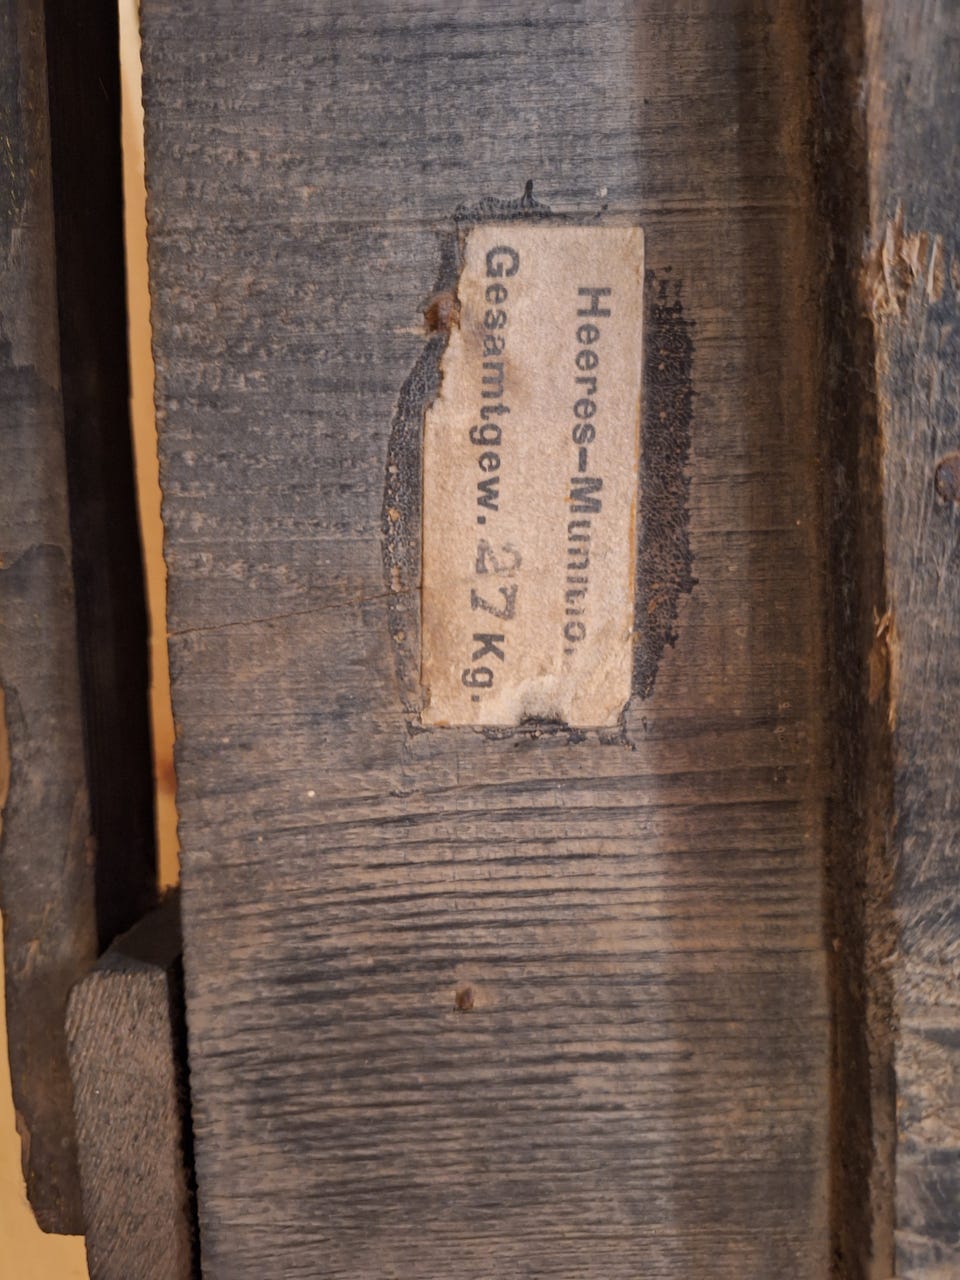 Heeres-Munitio.
Gesamtgew. 27 Kg.